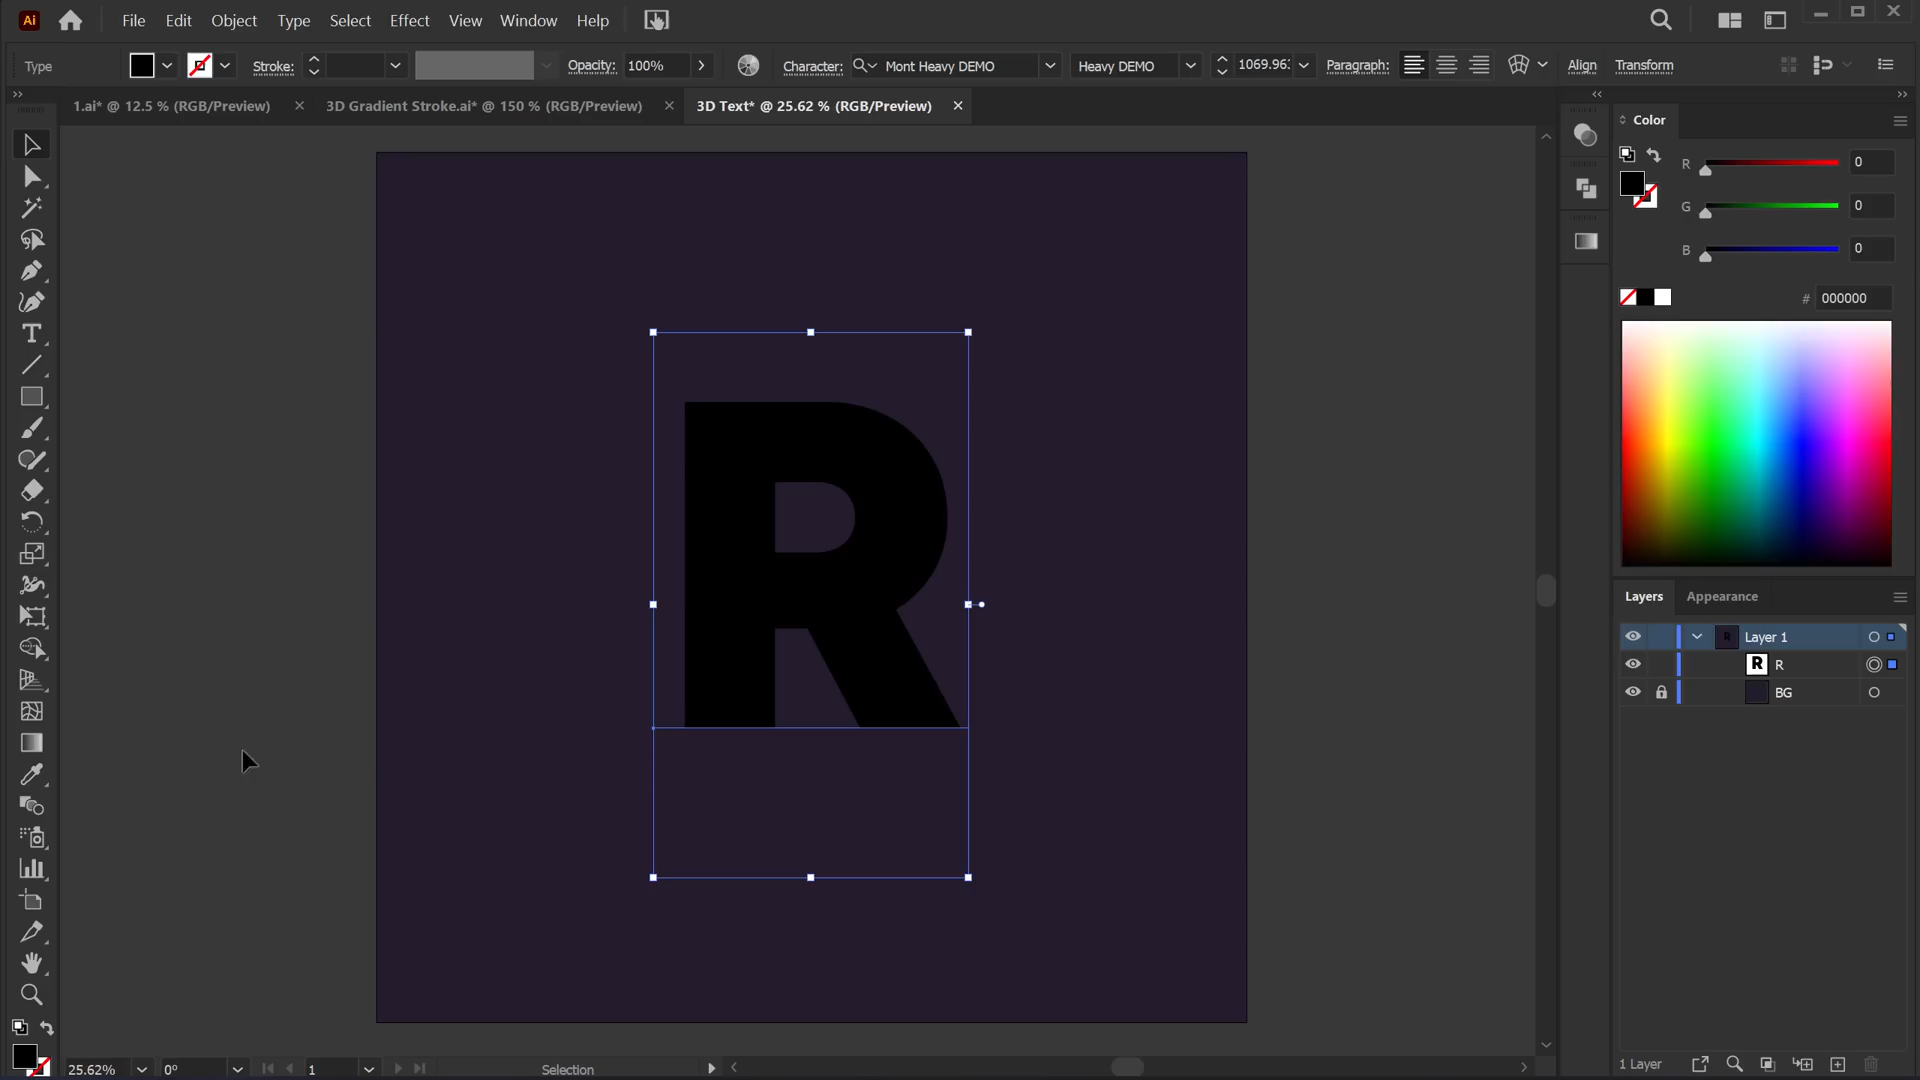 Ai File Edit Object Type Select Effect View Window Help
Type Stroke: Opacity: 100% Character: Mont Heavy DEMO Heavy DEMO 1069.963 Paragraph: Align Transform
1.ai* @ 12.5 % (RGB/Preview) 3D Gradient Stroke.ai* @ 150 % (RGB/Preview) 3D Text* @ 25.62 % (RGB/Preview)
Color
R 0
G 0
B 0
# 000000
R
Layers Appearance
Layer 1
R R
BG
25.62% 0° 1 Selection
1 Layer